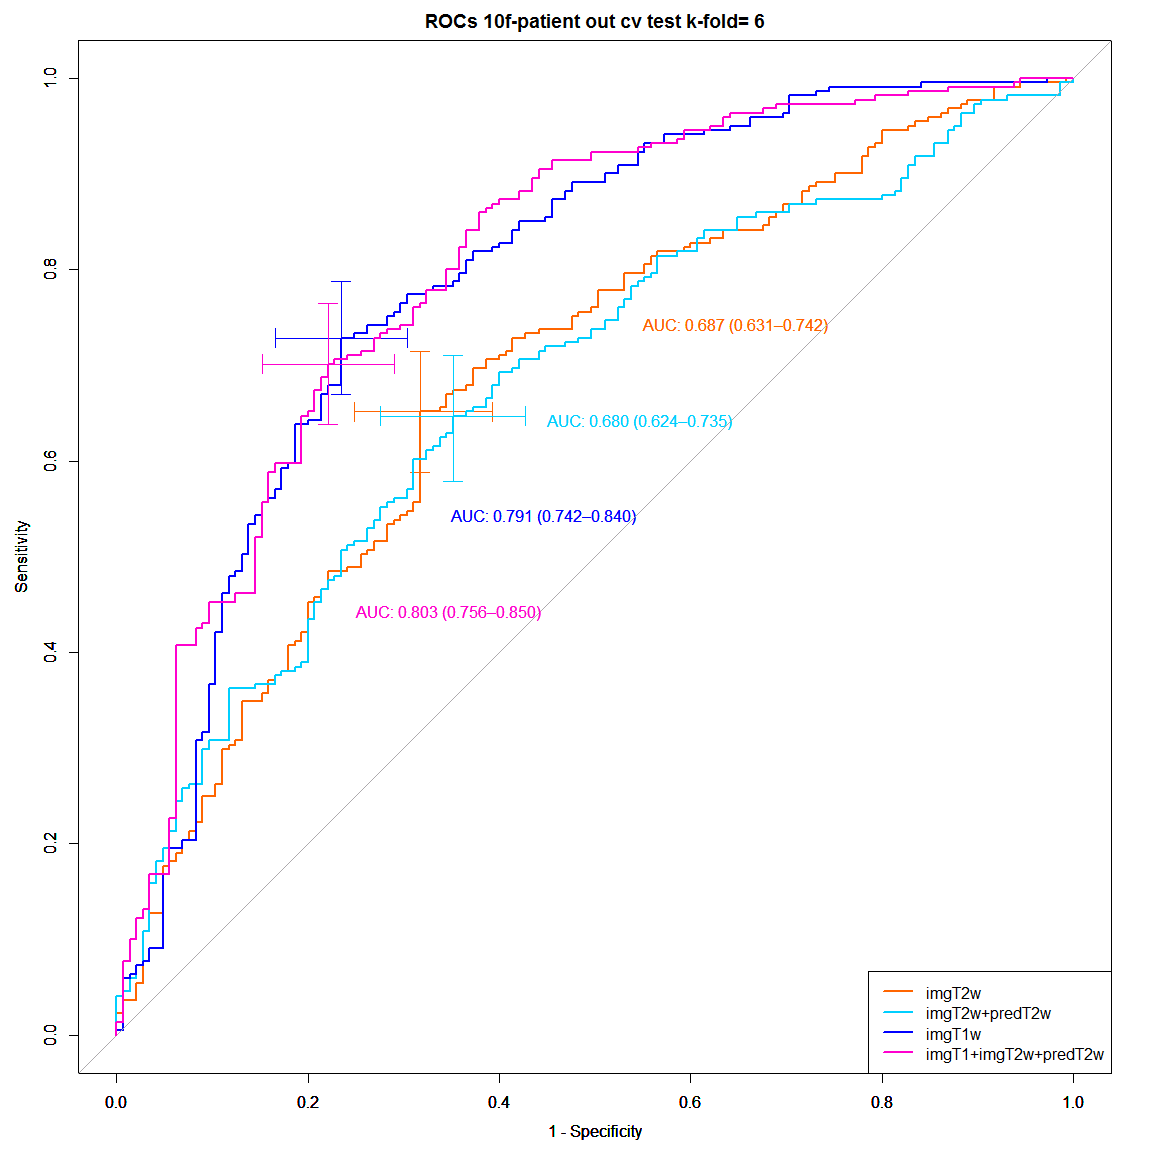 ROCs 10f-patient out cv test k-fold= 6
1.0
0.8
0.6
0.4
0.2
0.0
Sensitivity
AUC: 0.687 (0.631–0.742)
AUC: 0.680 (0.624–0.735)
AUC: 0.791 (0.742–0.840)
AUC: 0.803 (0.756–0.850)
imgT2w
imgT2w+predT2w
imgT1w
imgT1+imgT2w+predT2w
0.0 0.2 0.4 0.6 0.8 1.0
1 - Specificity